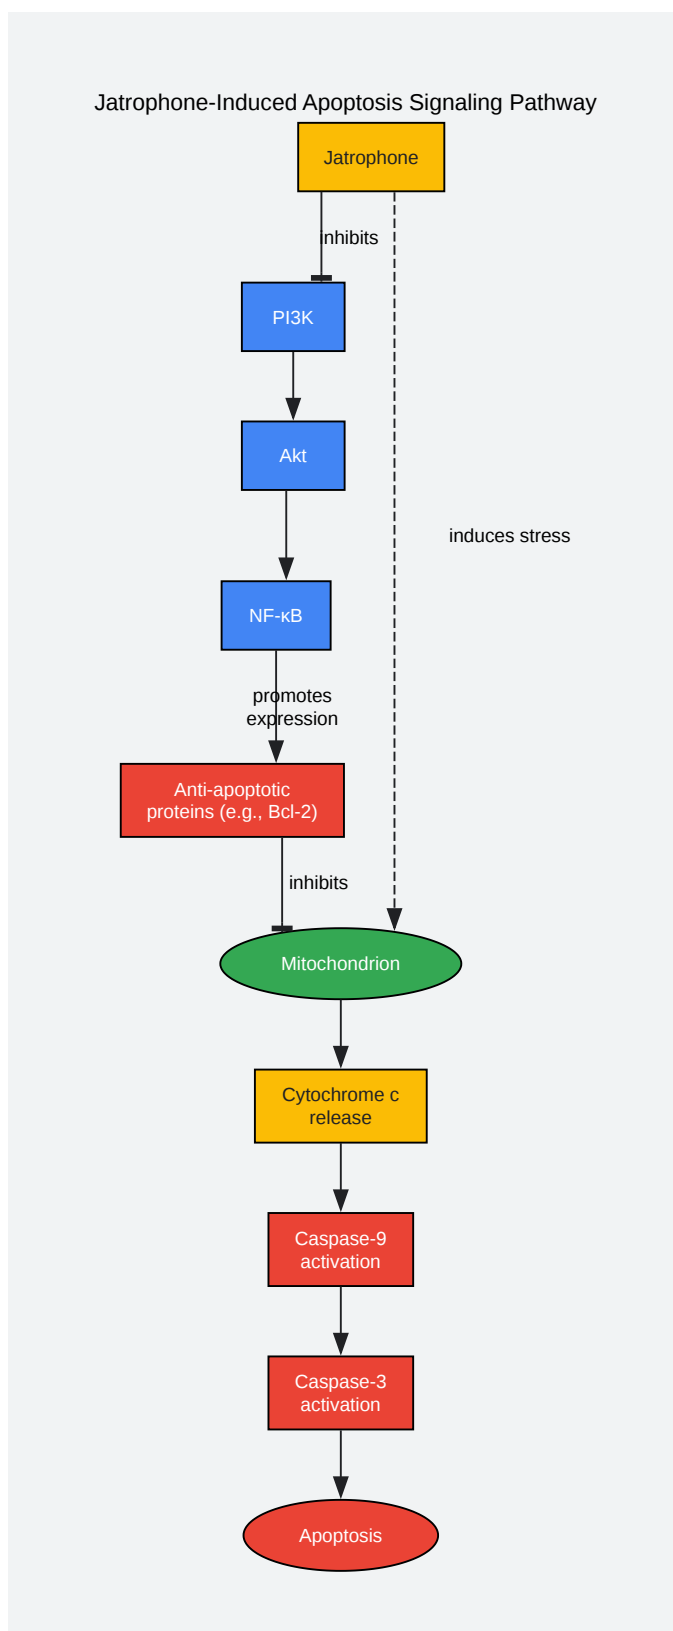 Jatrophone-Induced Apoptosis Signaling Pathway
Jatrophone
inhibits
PI3K
Akt
induces stress
NF-κB
promotes
expression
Anti-apoptotic
proteins (e.g., Bcl-2)
inhibits
Mitochondrion
Cytochrome c
release
Caspase-9
activation
Caspase-3
activation
Apoptosis